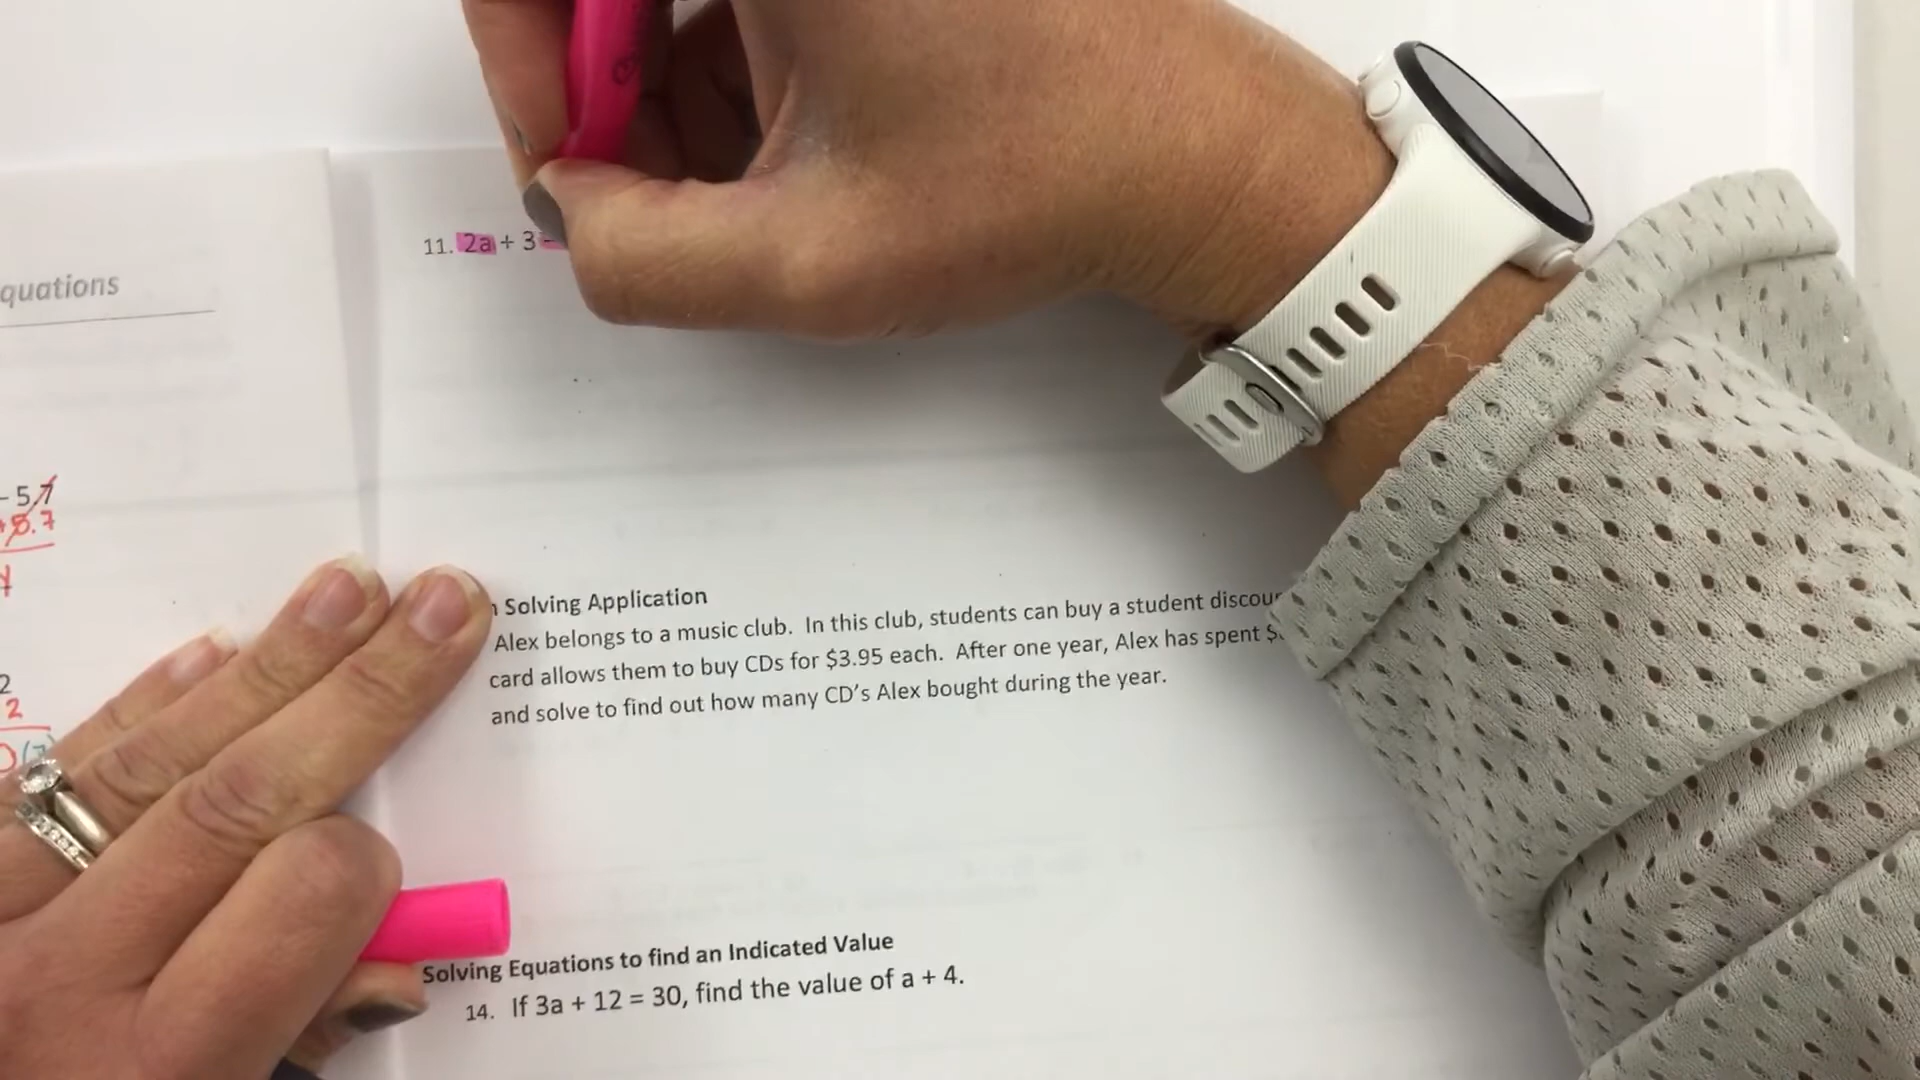 quations
11. 2a + 3 -
- 5.7
+5.7
2
2
Solving Application
Alex belongs to a music club. In this club, students can buy a student
card allows them to buy CDs for $3.95 each. After one year, Alex has spent $
and solve to find out how many CD's Alex bought during the year.
Solving Equations to find an Indicated Value
14. If 3a + 12 = 30, find the value of a + 4.